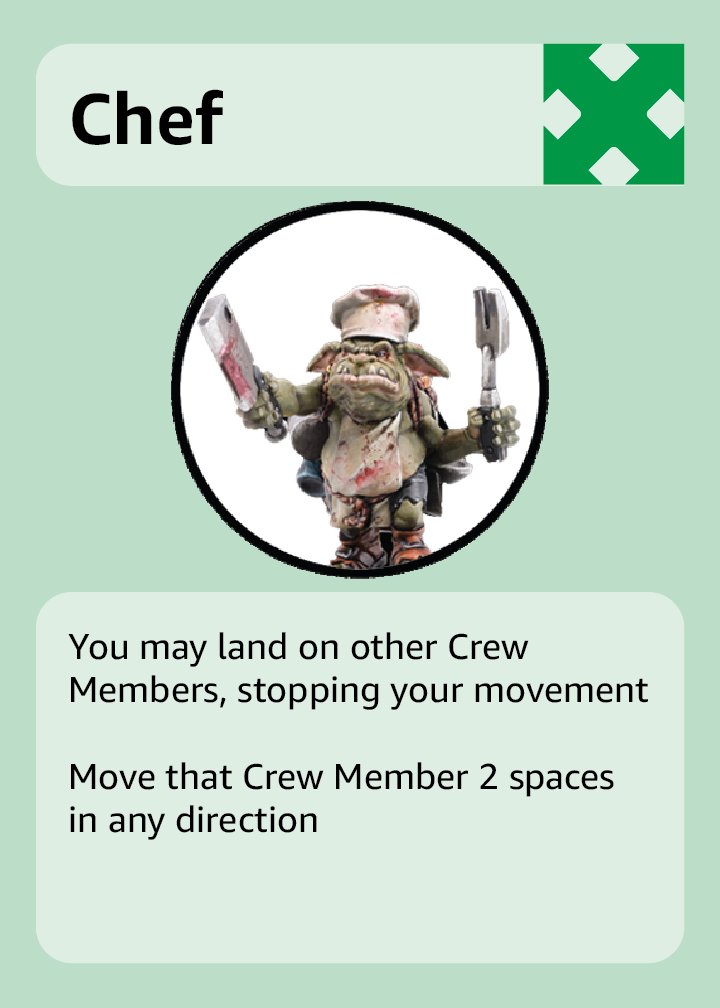 Chef
You may land on other Crew
Members, stopping your movement
Move that Crew Member 2 spaces
in any direction